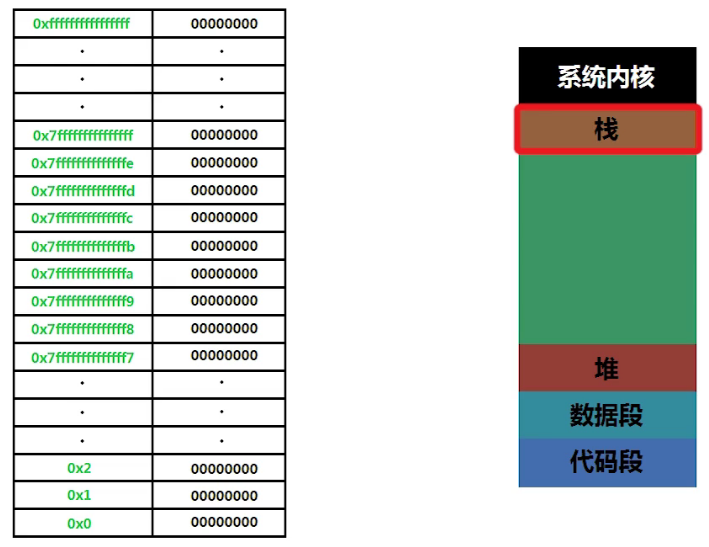 0xffffffffffffffff 00000000
. .
. .
. .
0x7fffffffffffffff 00000000
0x7ffffffffffffffe 00000000
0x7ffffffffffffffd 00000000
0x7ffffffffffffffc 00000000
0x7ffffffffffffffb 00000000
0x7ffffffffffffffa 00000000
0x7ffffffffffffff9 00000000
0x7ffffffffffffff8 00000000
0x7ffffffffffffff7 00000000
. .
. .
. .
0x2 00000000
0x1 00000000
0x0 00000000
系统内核
栈
堆
数据段
代码段